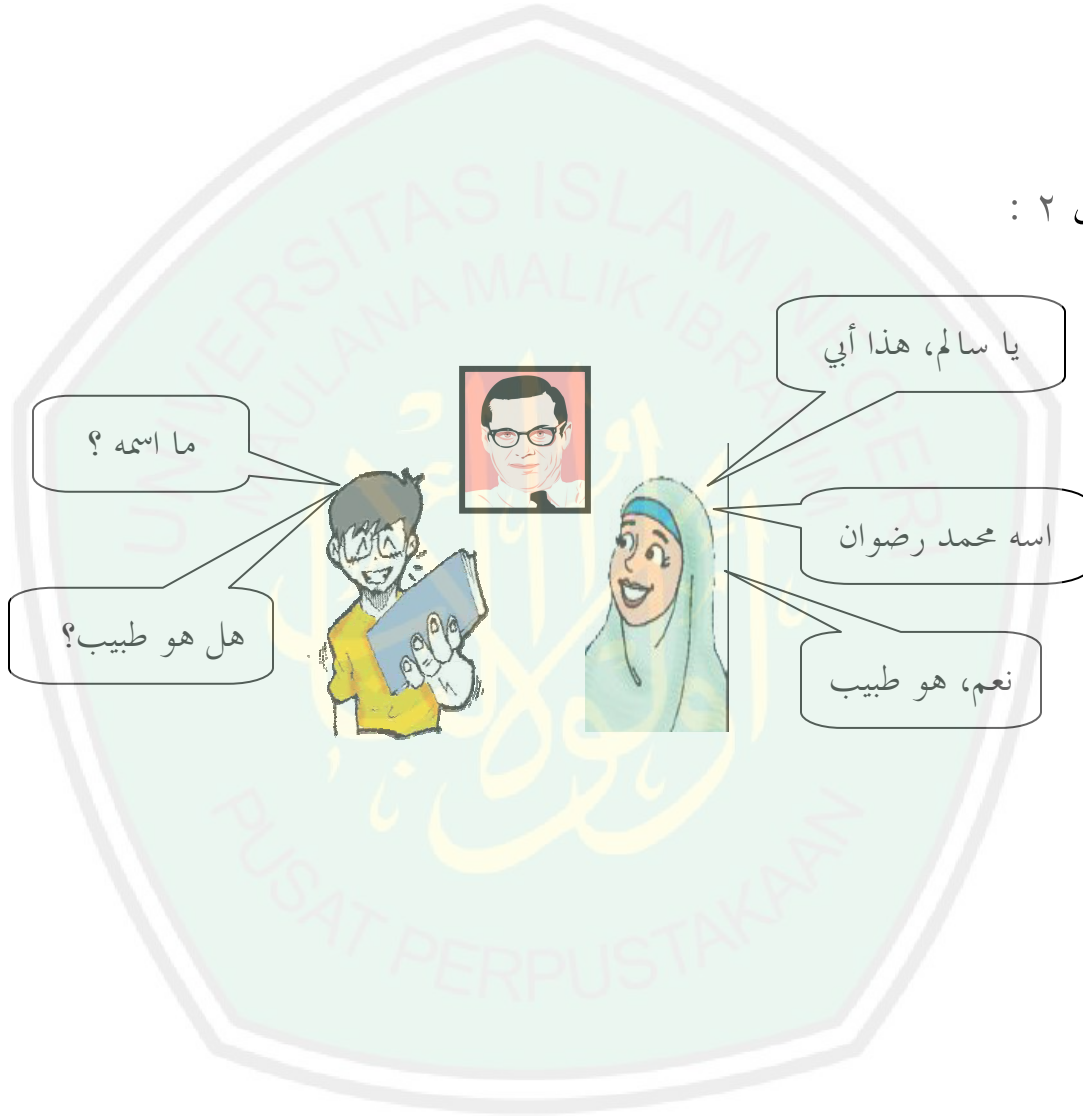 ٢ :
يا سالم، هذا أبي
ما اسمه ؟
اسه محمد رضوان
هل هو طبيب؟
نعم، هو طبيب
UNIVERSITAS ISLAM NEGERI
MAULANA MALIK IBRAHIM
PUSAT PERPUSTAKAAN